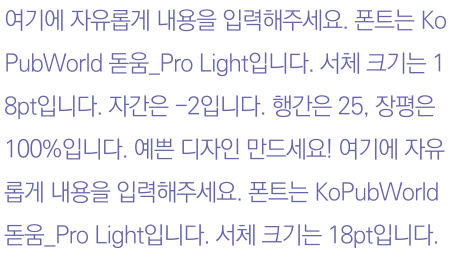 여기에 자유롭게 내용을 입력해주세요. 폰트는 Ko
PubWorld 돋움_Pro Light입니다. 서체 크기는 1
8pt입니다. 자간은 -2입니다. 행간은 25, 장평은
100%입니다. 예쁜 디자인 만드세요! 여기에 자유
롭게 내용을 입력해주세요. 폰트는 KoPubWorld
돋움_Pro Light입니다. 서체 크기는 18pt입니다.